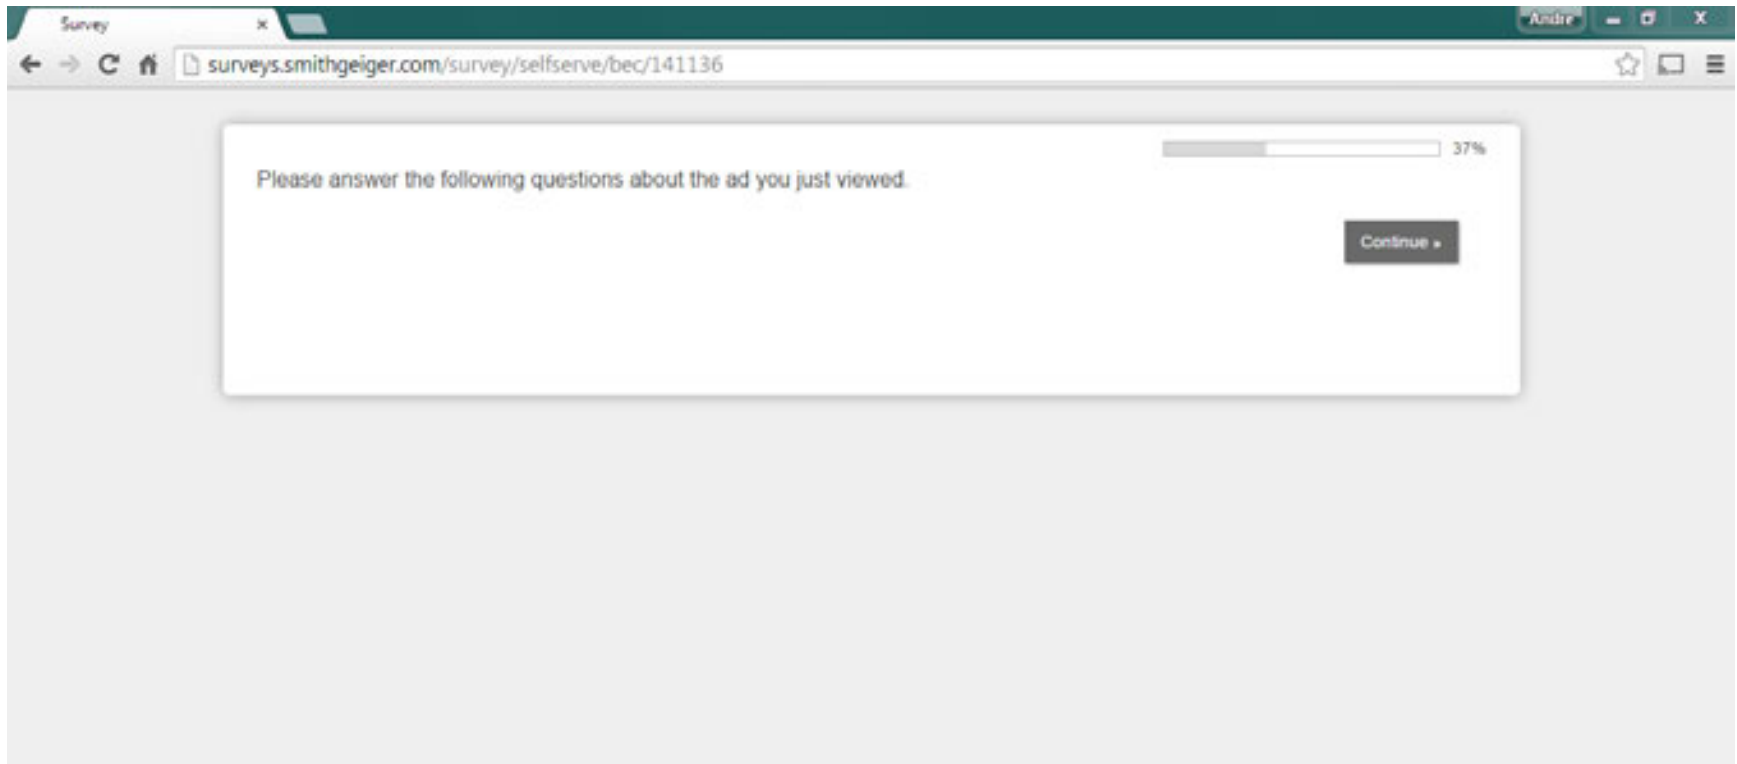 Survey
Andre
surveys.smithgeiger.com/survey/selfserve/bec/141136
37%
Please answer the following questions about the ad you just viewed.
Continue »